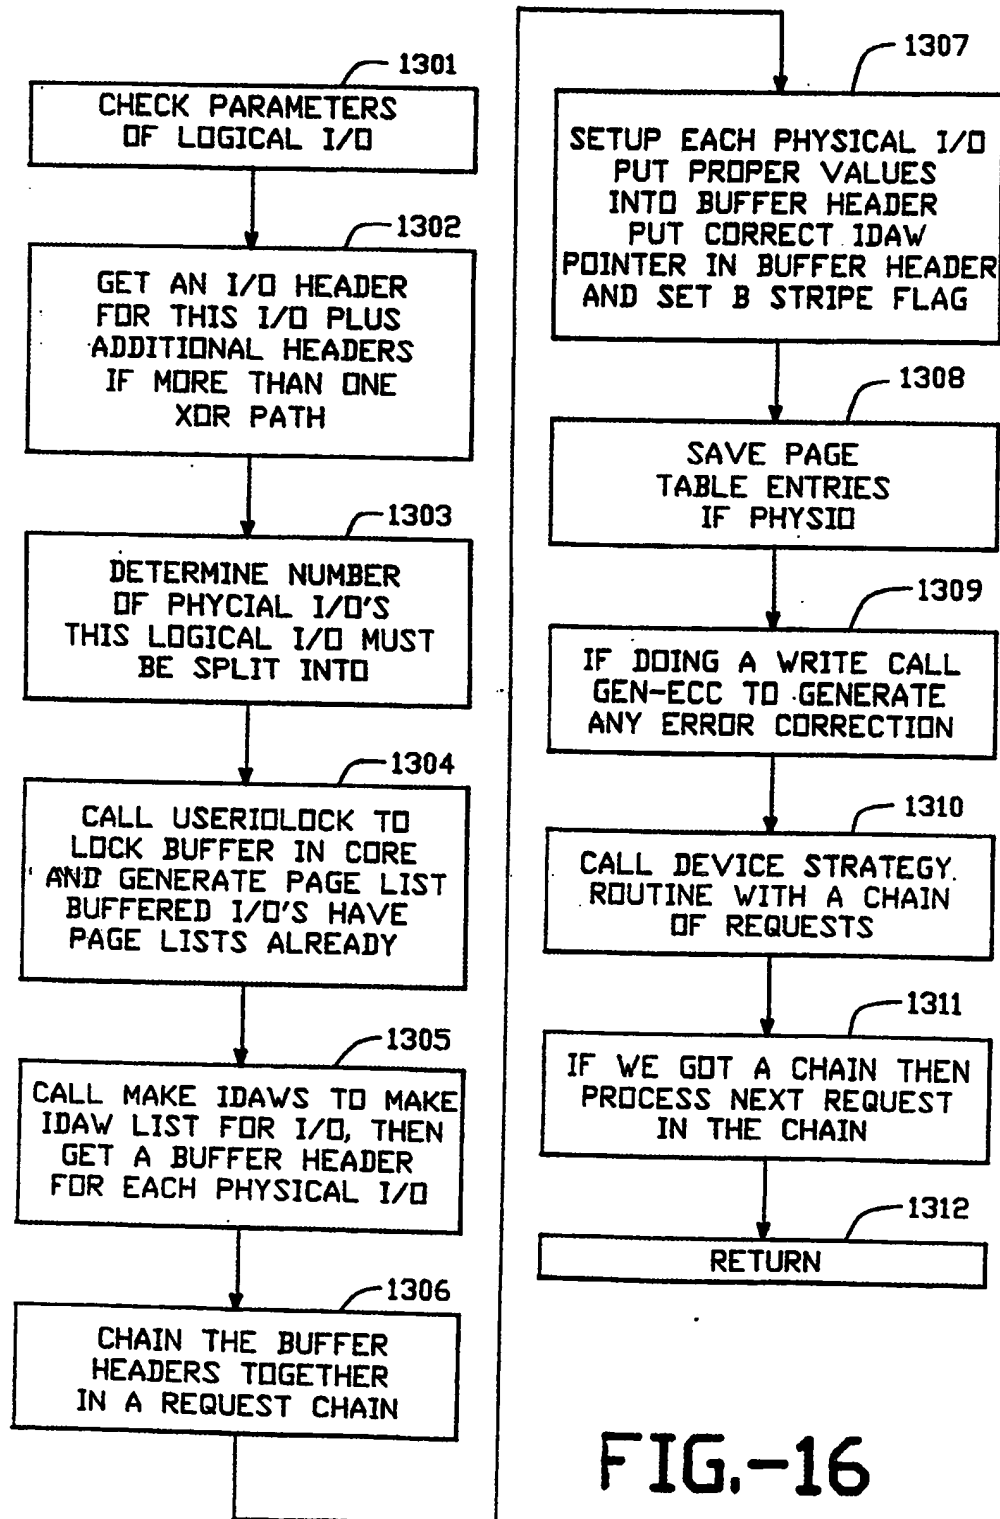 1301
CHECK PARAMETERS
OF LOGICAL I/O
1302
GET AN I/O HEADER
FOR THIS I/O PLUS
ADDITIONAL HEADERS
IF MORE THAN ONE
XOR PATH
1303
DETERMINE NUMBER
OF PHYCIAL I/O'S
THIS LOGICAL I/O MUST
BE SPLIT INTO
1304
CALL USERIOLOCK TO
LOCK BUFFER IN CORE
AND GENERATE PAGE LIST
BUFFERED I/O'S HAVE
PAGE LISTS ALREADY
1305
CALL MAKE IDAWS TO MAKE
IDAW LIST FOR I/O, THEN
GET A BUFFER HEADER
FOR EACH PHYSICAL I/O
1306
CHAIN THE BUFFER
HEADERS TOGETHER
IN A REQUEST CHAIN
1307
SETUP EACH PHYSICAL I/O
PUT PROPER VALUES
INTO BUFFER HEADER
PUT CORRECT IDAW
POINTER IN BUFFER HEADER
AND SET B STRIPE FLAG
1308
SAVE PAGE
TABLE ENTRIES
IF PHYSIO
1309
IF DOING A WRITE CALL
GEN-ECC TO GENERATE
ANY ERROR CORRECTION
1310
CALL DEVICE STRATEGY
ROUTINE WITH A CHAIN
OF REQUESTS
1311
IF WE GOT A CHAIN THEN
PROCESS NEXT REQUEST
IN THE CHAIN
1312
RETURN
FIG.-16